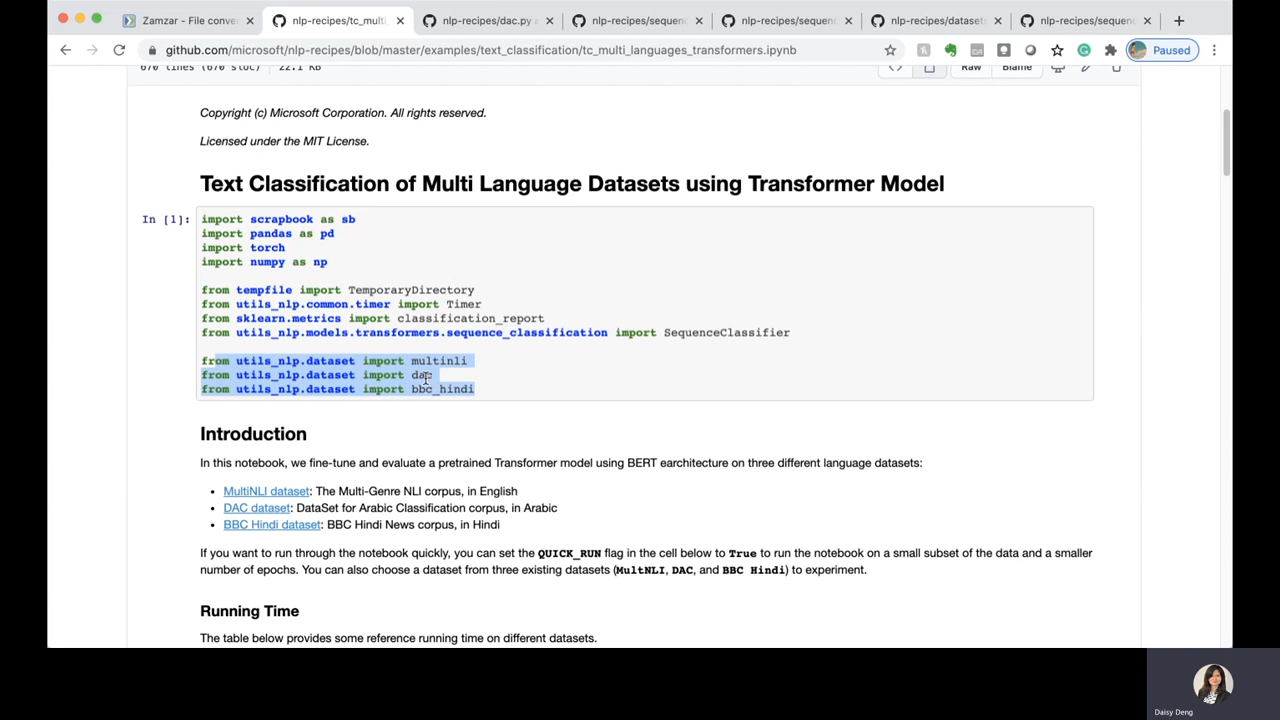 Zamzar - File conve
nlp-recipes/tc_multi_
nlp-recipes/dac.py a
nlp-recipes/sequenc
nlp-recipes/sequen
nlp-recipes/datasets
nlp-recipes/sequen
github.com/microsoft/nlp-recipes/blob/master/examples/text_classification/tc_multi_languages_transformers.ipynb
Paused
670 lines (670 sloc) 22.1 KB
Raw
Blame
Copyright (c) Microsoft Corporation. All rights reserved.
Licensed under the MIT License.
Text Classification of Multi Language Datasets using Transformer Model
In [1]:
import scrapbook as sb
import pandas as pd
import torch
import numpy as np
from tempfile import TemporaryDirectory
from utils_nlp.common.timer import Timer
from sklearn.metrics import classification_report
from utils_nlp.models.transformers.sequence_classification import SequenceClassifier
from utils_nlp.dataset import multinli
from utils_nlp.dataset import dac
from utils_nlp.dataset import bbc_hindi
Introduction
In this notebook, we fine-tune and evaluate a pretrained Transformer model using BERT earchitecture on three different language datasets:
• MultiNLI dataset: The Multi-Genre NLI corpus, in English
• DAC dataset: DataSet for Arabic Classification corpus, in Arabic
• BBC Hindi dataset: BBC Hindi News corpus, in Hindi
If you want to run through the notebook quickly, you can set the QUICK_RUN flag in the cell below to True to run the notebook on a small subset of the data and a smaller
number of epochs. You can also choose a dataset from three existing datasets (MultNLI, DAC, and BBC Hindi) to experiment.
Running Time
The table below provides some reference running time on different datasets.
Daisy Deng